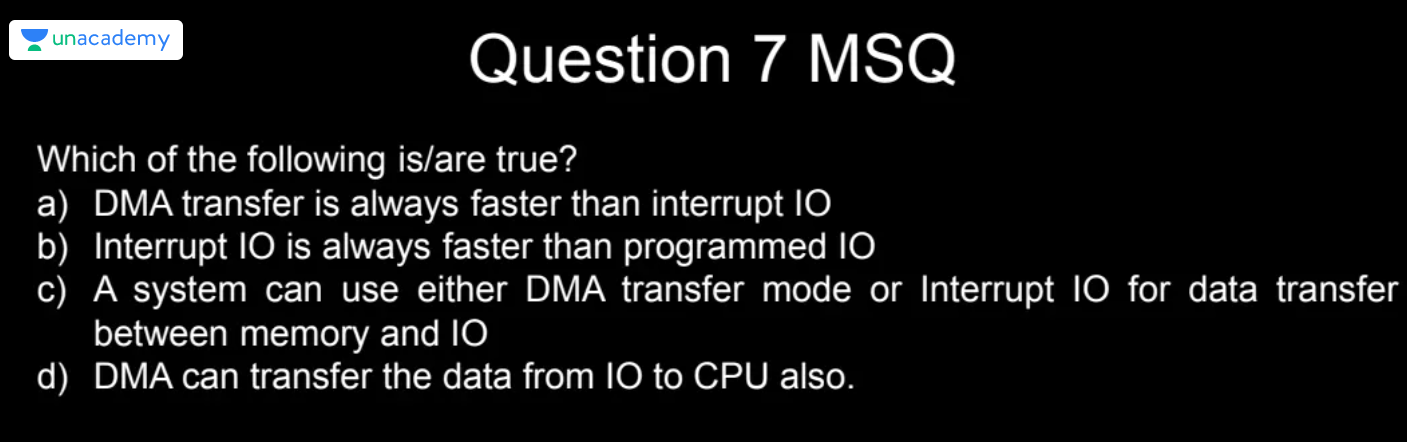 unacademy
Question 7 MSQ
Which of the following is/are true?
a) DMA transfer is always faster than interrupt IO
b) Interrupt IO is always faster than programmed IO
c) A system can use either DMA transfer mode or Interrupt IO for data transfer
between memory and IO
d) DMA can transfer the data from IO to CPU also.